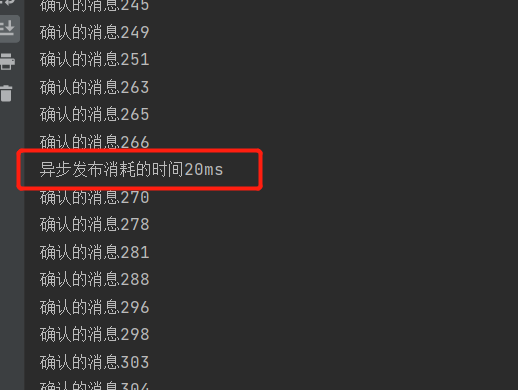 确认的消息245
确认的消息249
确认的消息251
确认的消息263
确认的消息265
确认的消息266
异步发布消耗的时间20ms
确认的消息270
确认的消息278
确认的消息281
确认的消息288
确认的消息296
确认的消息298
确认的消息303
确认的消息304